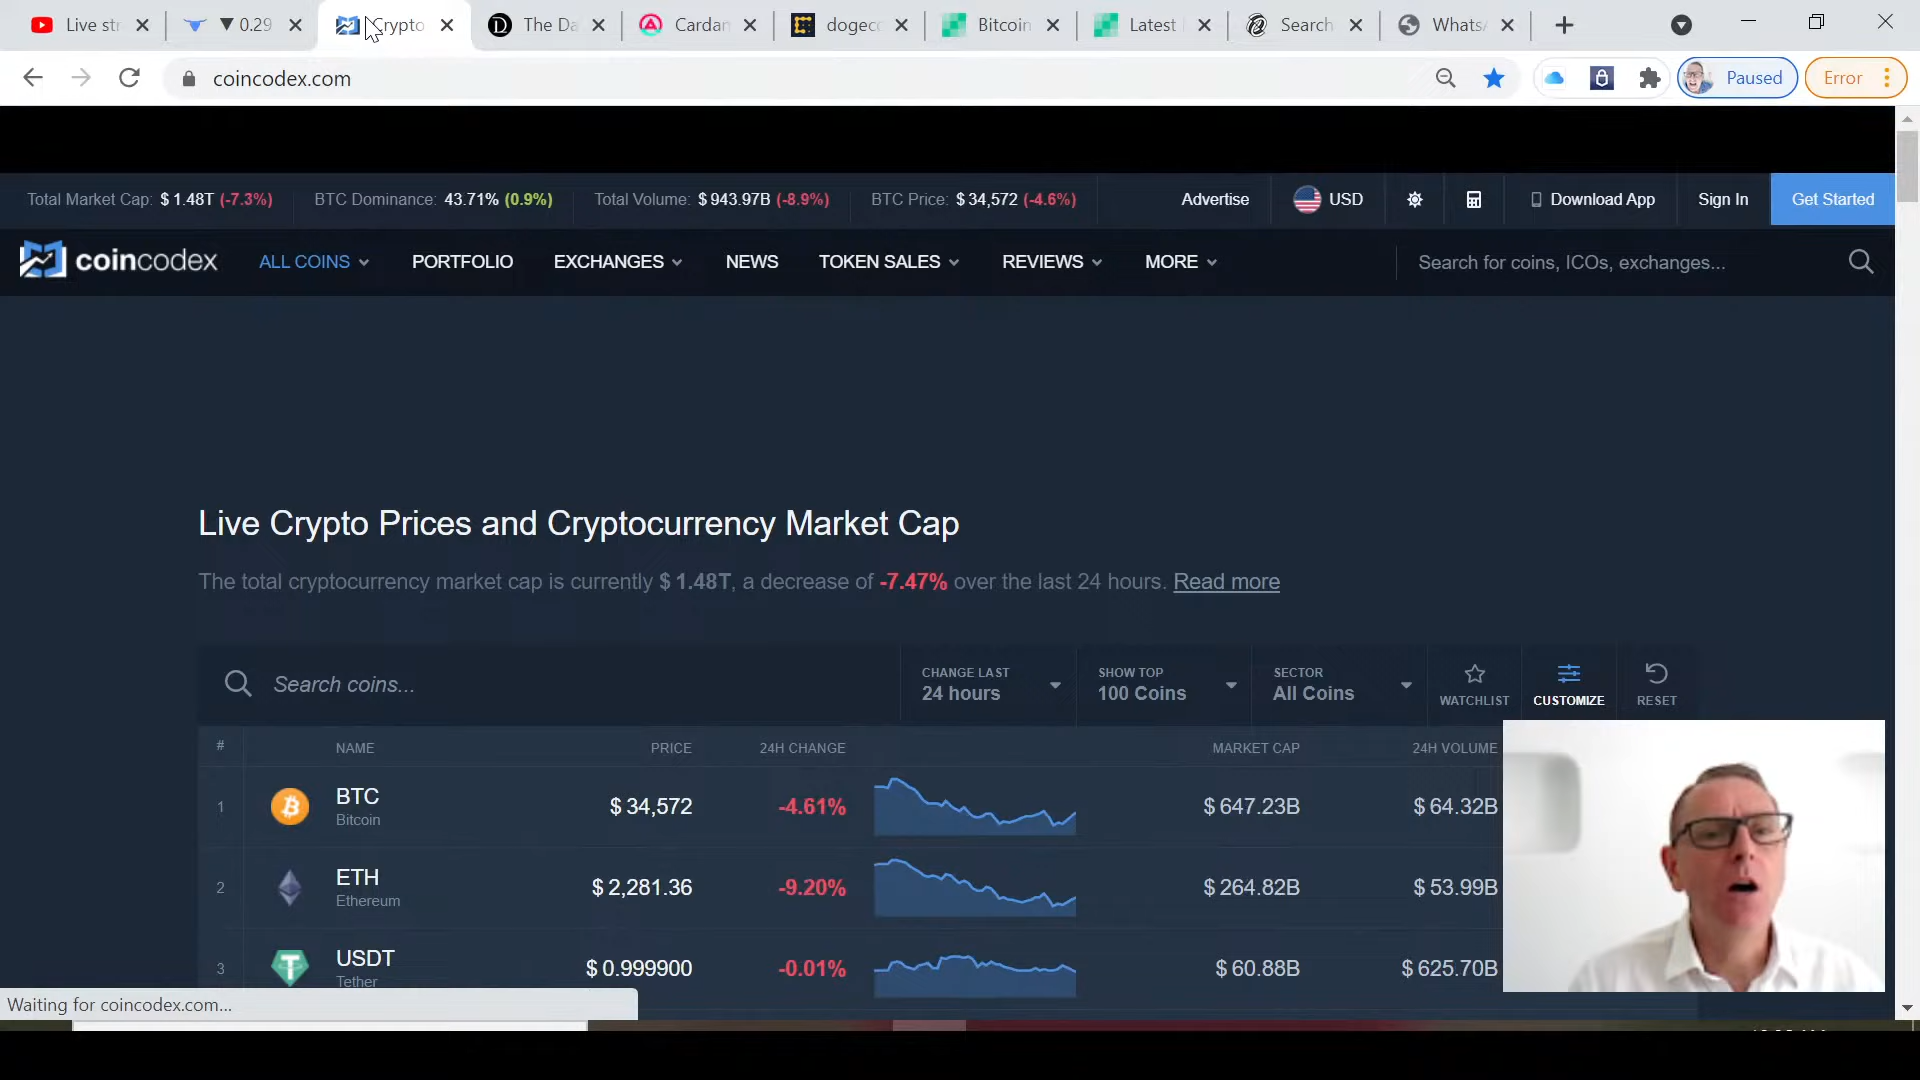 Live str
▼ 0.29
Crypto
The Da
Cardan
dogeco
Bitcoin
Latest
Search
WhatsA
coincodex.com
Paused
Error
Total Market Cap: $ 1.48T (-7.3%)
BTC Dominance: 43.71% (0.9%)
Total Volume: $ 943.97B (-8.9%)
BTC Price: $ 34,572 (-4.6%)
Advertise
USD
Download App
Sign In
Get Started
coincodex
ALL COINS
PORTFOLIO
EXCHANGES
NEWS
TOKEN SALES
REVIEWS
MORE
Search for coins, ICOs, exchanges...
Live Crypto Prices and Cryptocurrency Market Cap
The total cryptocurrency market cap is currently $ 1.48T, a decrease of -7.47% over the last 24 hours. Read more
Search coins...
CHANGE LAST
24 hours
SHOW TOP
100 Coins
SECTOR
All Coins
WATCHLIST
CUSTOMIZE
RESET
# NAME PRICE 24H CHANGE MARKET CAP 24H VOLUME
1 BTC $ 34,572 -4.61% $ 647.23B $ 64.32B
Bitcoin
2 ETH $ 2,281.36 -9.20% $ 264.82B $ 53.99B
Ethereum
3 USDT $ 0.999900 -0.01% $ 60.88B $ 625.70B
Tether
Waiting for coincodex.com...